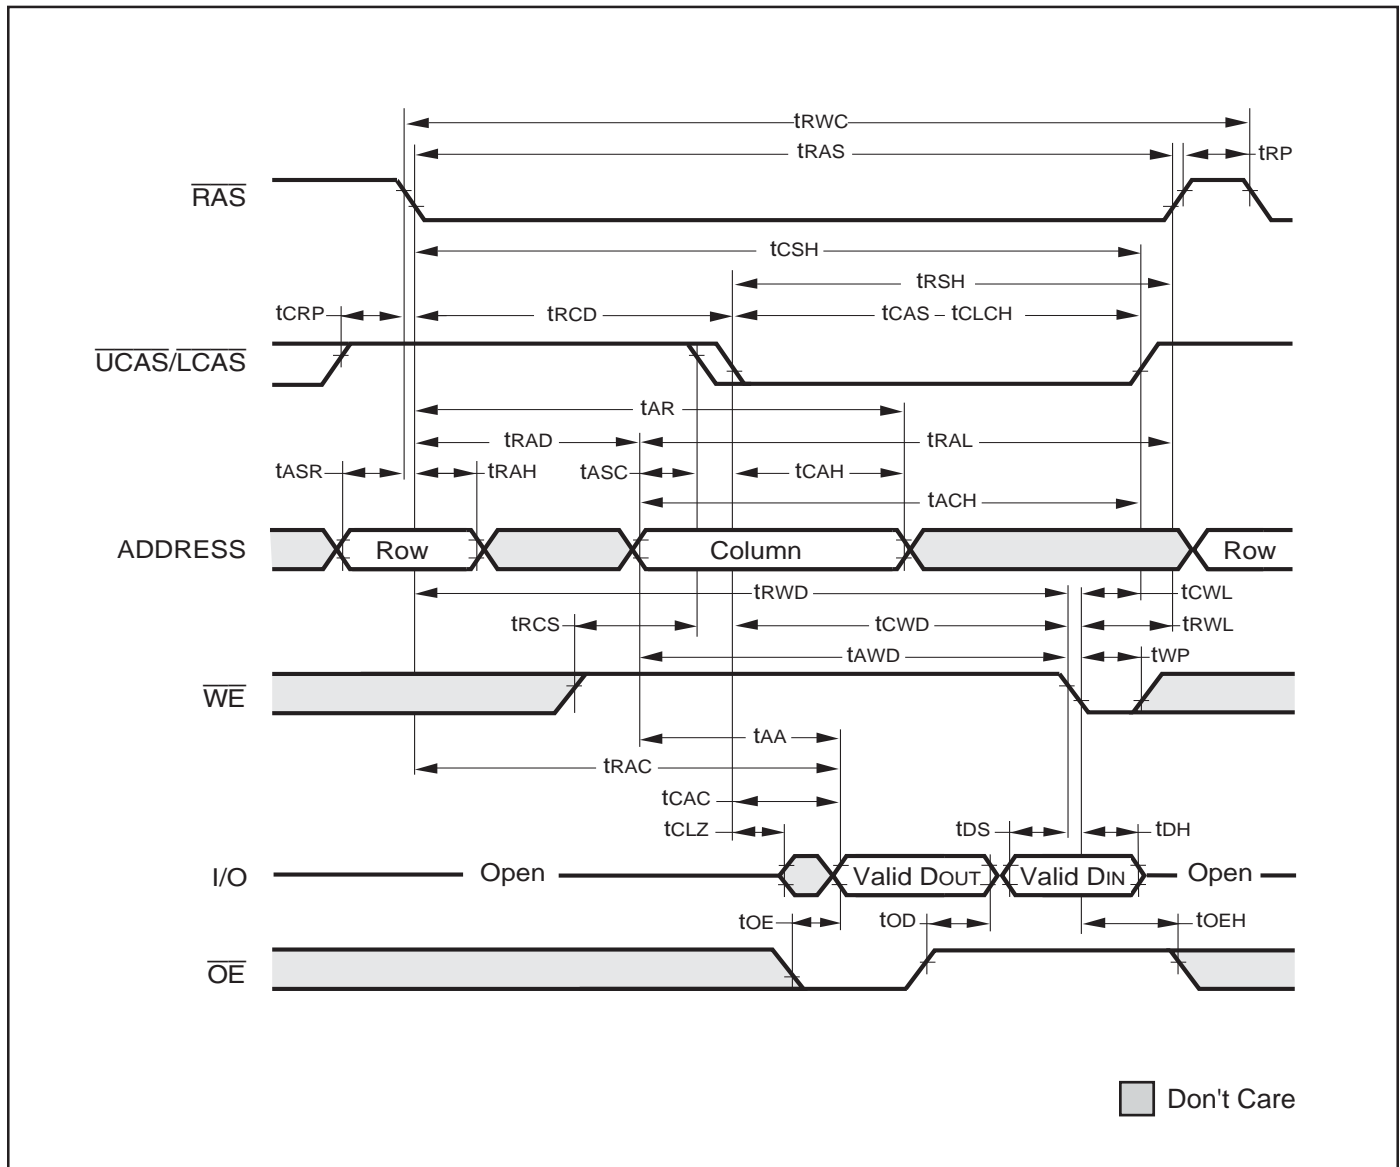 tRWC
tRAS
tRP
RAS
tCSH
tRSH
tCRP
tRCD
tCAS – tCLCH
UCAS/LCAS
tAR
tRAD
tRAL
tASR
tRAH
tASC
tCAH
tACH
ADDRESS
Row
Column
Row
tRWD
tCWL
tRCS
tCWD
tRWL
tAWD
tWP
WE
tAA
tRAC
tCAC
tCLZ
tDS
tDH
I/O
Open
Valid DOUT
Valid DIN
Open
tOE
tOD
tOEH
OE
Don't Care